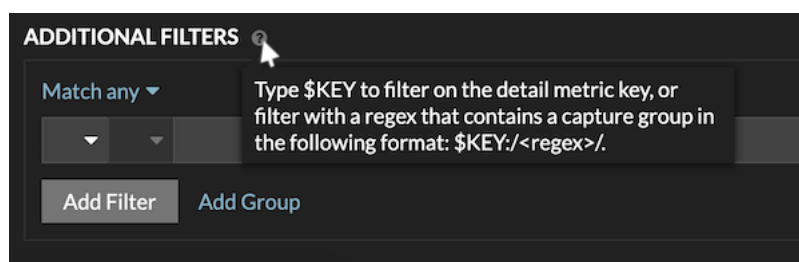 ADDITIONAL FILTERS ?
Match any
Type $KEY to filter on the detail metric key, or
filter with a regex that contains a capture group in
the following format: $KEY:/<regex>/.
Add Filter Add Group